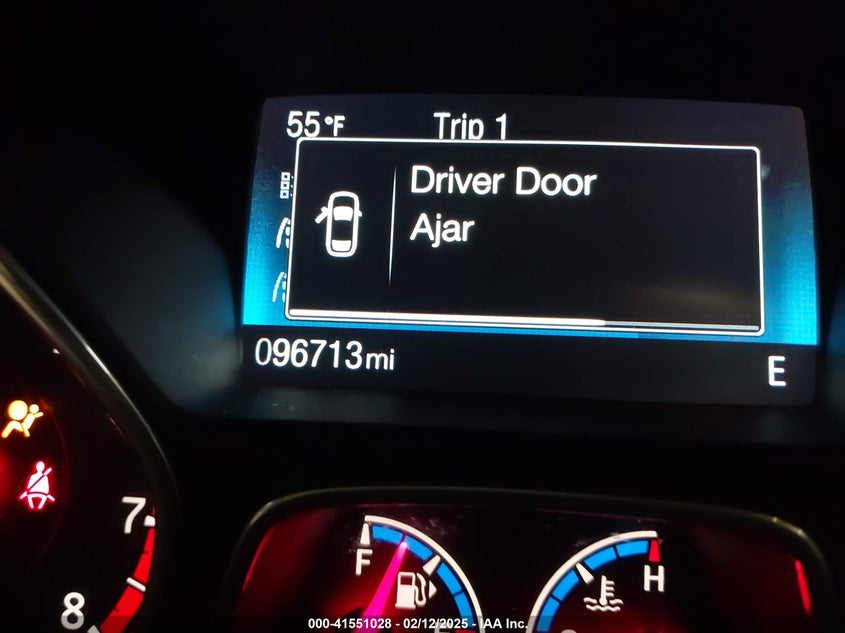 55°F Trip 1
Driver Door
Ajar
096713mi
E
7
8
F
H
000-41551028 - 02/12/2025 - IAA Inc.